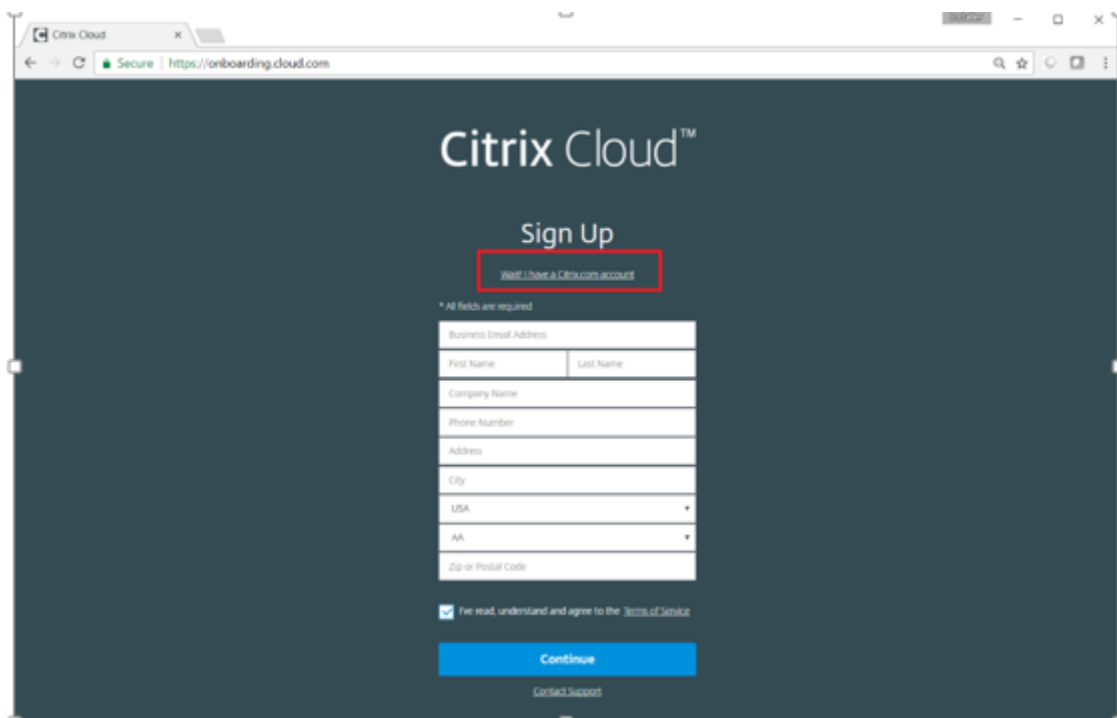 Citrix Cloud
Secure https://onboarding.cloud.com
Citrix Cloud™
Sign Up
Wait! I have a Citrix.com account
* All fields are required
Business Email Address
First Name Last Name
Company Name
Phone Number
Address
City
USA
AA
Zip or Postal Code
I've read, understand and agree to the Terms of Service
Continue
Contact Support